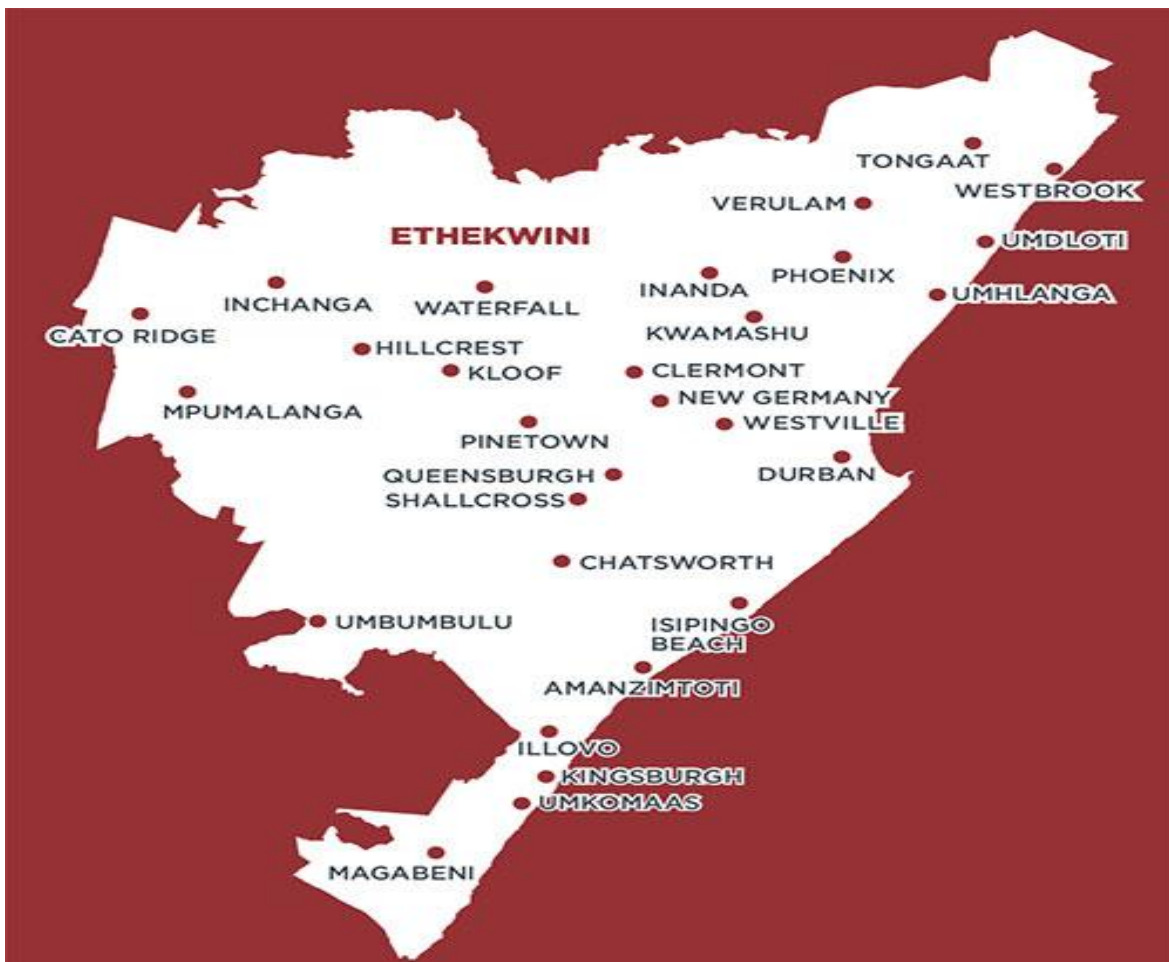 TONGAAT
WESTBROOK
VERULAM
ETHEKWINI
UMDLOTI
PHOENIX
INANDA
UMHLANGA
INCHANGA
WATERFALL
KWAMASHU
CATO RIDGE
HILLCREST
KLOOF
CLERMONT
NEW GERMANY
MPUMALANGA
WESTVILLE
PINETOWN
QUEENSBURGH
DURBAN
SHALLCROSS
CHATSWORTH
UMBUMBULU
ISIPINGO
BEACH
AMANZIMTOTI
ILLOVO
KINGSBURGH
UMKOMAAS
MAGABENI